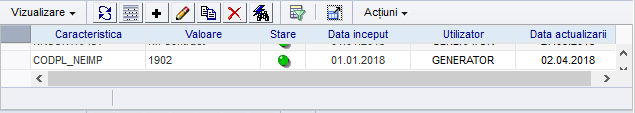 Vizualizare Acțiuni
Caracteristica Valoare Stare Data inceput Utilizator Data actualizarii
CODPL_NEIMP 1902 01.01.2018 GENERATOR 02.04.2018